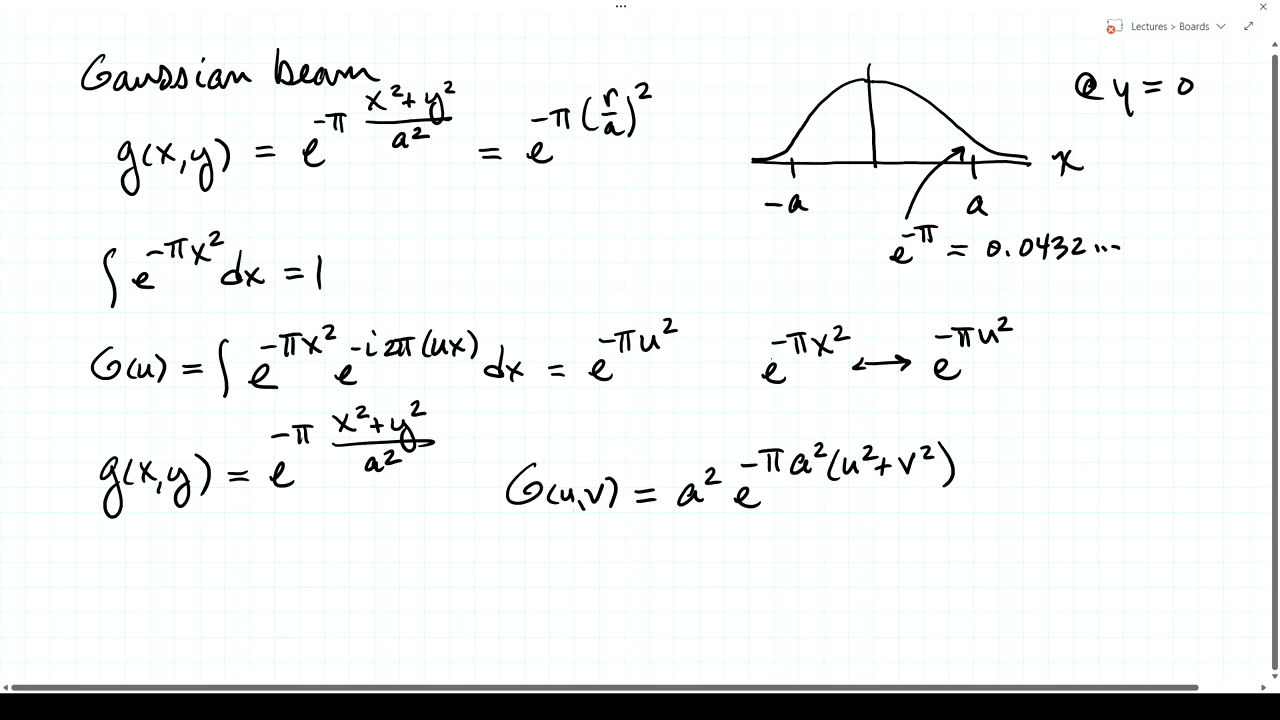 ...
Lectures > Boards
Gaussian beam
g(x,y) = e^{-π (x²+y²)/a²} = e^{-π(r/a)²}
@ y = 0
x
-a
a
e^{-π} = 0.0432...
∫ e^{-πx²} dx = 1
G(u) = ∫ e^{-πx²} e^{-i2π(ux)} dx = e^{-πu²}
e^{-πx²} ↔ e^{-πu²}
g(x,y) = e^{-π (x²+y²)/a²}
G(u,v) = a² e^{-πa²(u²+v²)}